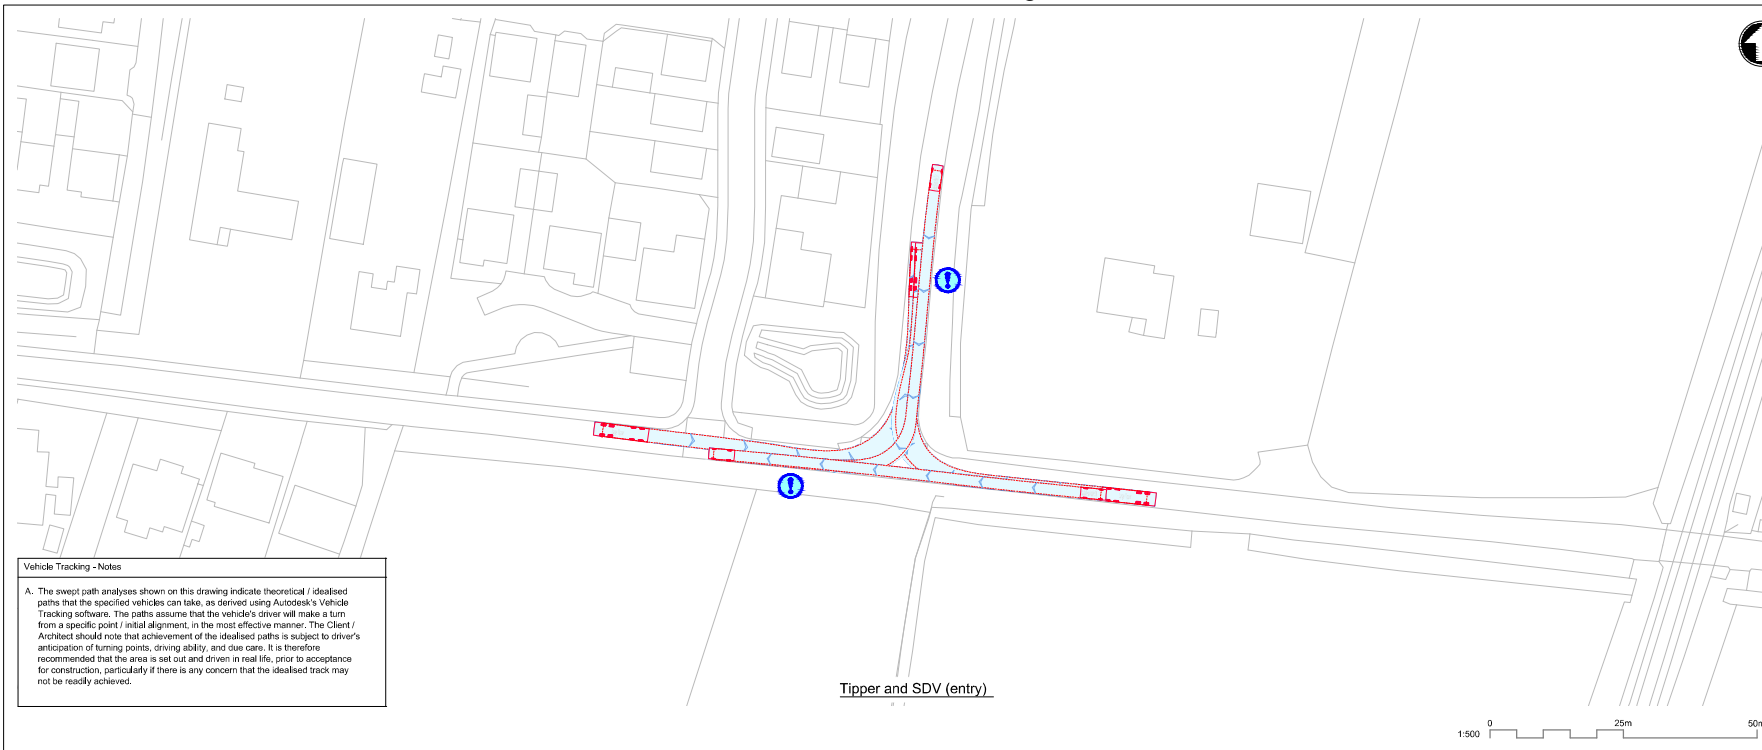 Vehicle Tracking - Notes
A. The swept path analyses shown on this drawing indicate theoretical / idealised
paths that the specified vehicles can take, as derived using Autodesk's Vehicle
Tracking software. The paths assume that the vehicle's driver will make a turn
from a specific point / initial alignment, in the most effective manner. The Client /
Architect should note that achievement of the idealised paths is subject to driver's
anticipation of turning points, driving ability, and due care. It is therefore
recommended that the area is set out and driven in real life, prior to acceptance
for construction, particularly if there is any concern that the idealised track may
not be readily achieved.
Tipper and SDV (entry)
1:500
0
25m
50m